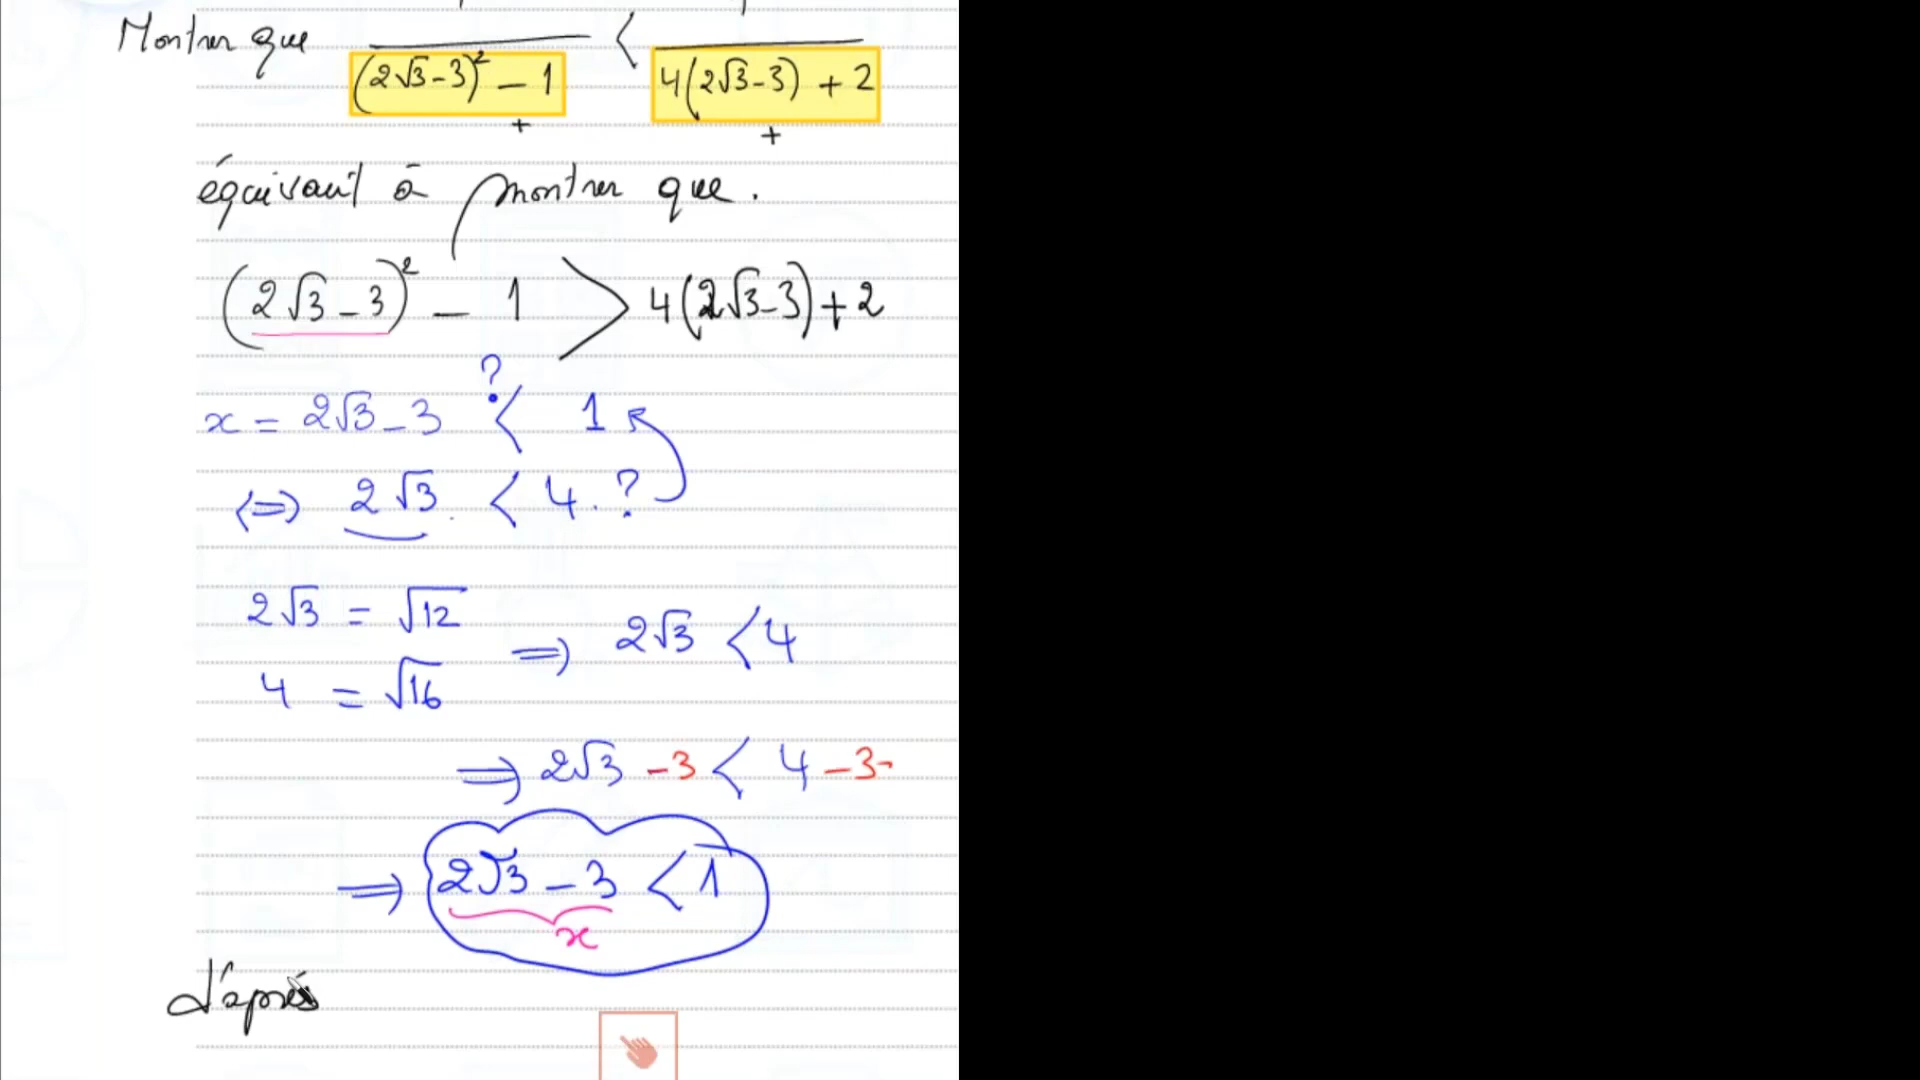 Montrer que ─── < ───
(2√3-3)² - 1    4(2√3-3) + 2
+    +
équivaut à montrer que.
(2√3 - 3)² - 1 > 4(2√3-3) + 2
?
x = 2√3 - 3 < 1
⟺ 2√3 < 4 . ?
2√3 = √12
⟹ 2√3 < 4
4 = √16
⟹ 2√3 - 3 < 4 - 3
⟹ 2√3 - 3 < 1
x
d'après